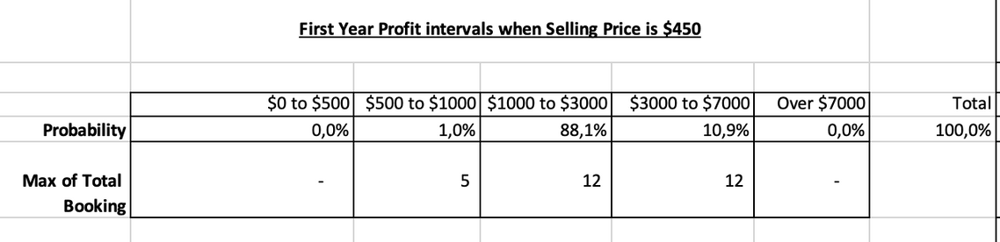 First Year Profit intervals when Selling Price is $450
$0 to $500 $500 to $1000 $1000 to $3000 $3000 to $7000 Over $7000 Total
Probability 0,0% 1,0% 88,1% 10,9% 0,0% 100,0%
Max of Total - 5 12 12 -
Booking